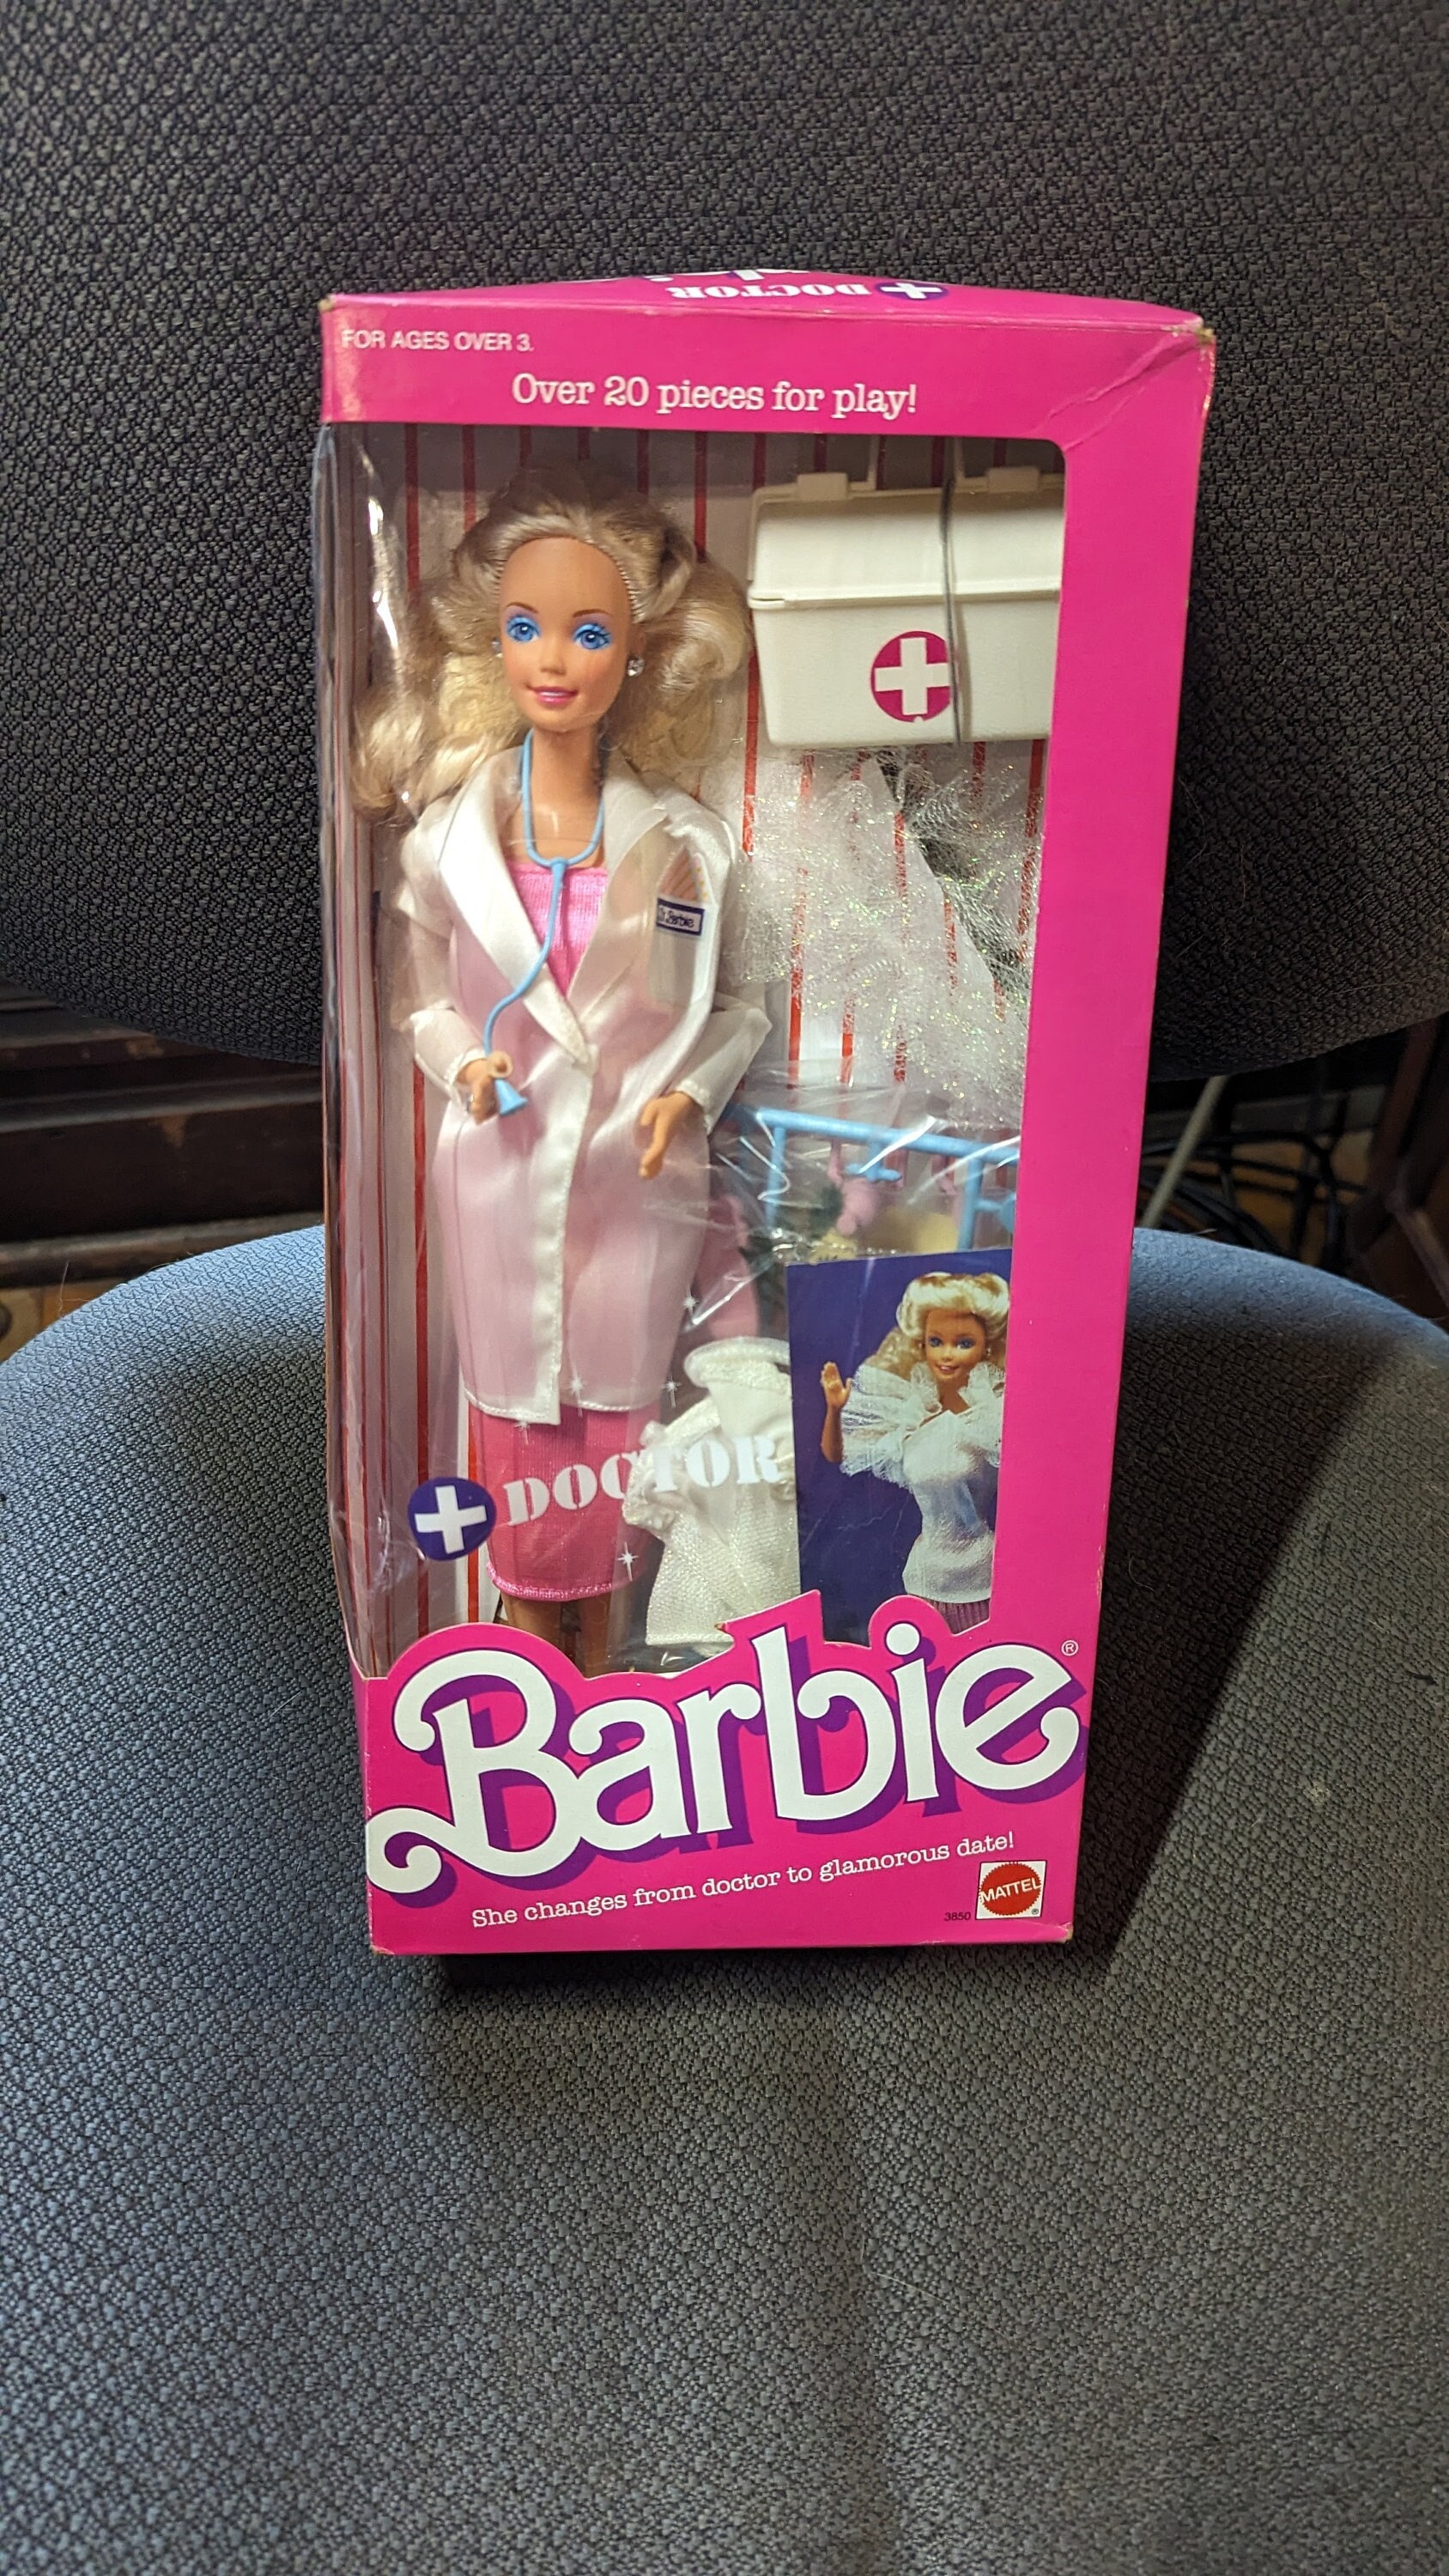 DOCTOR
FOR AGES OVER 3.
Over 20 pieces for play!
Barbie
DOCTOR
Barbie®
She changes from doctor to glamorous date!
3850
MATTEL®